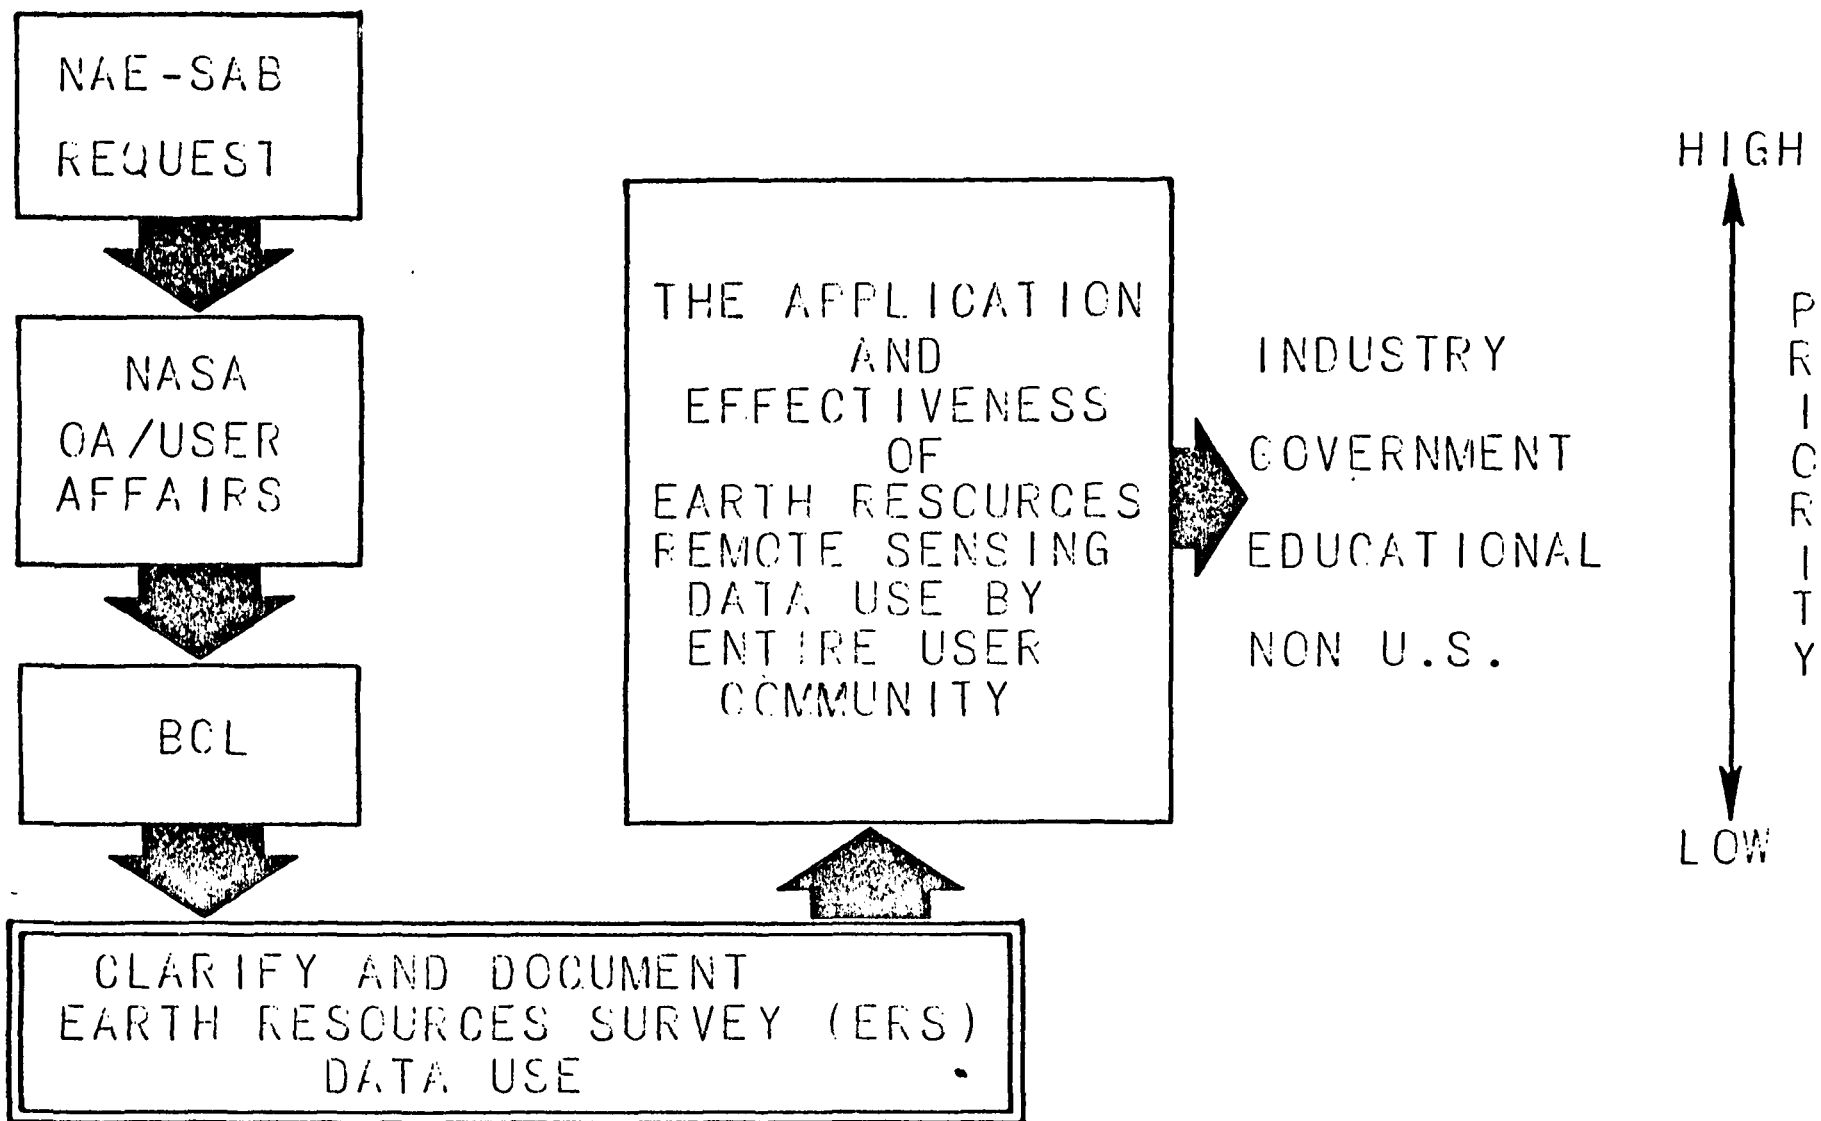 NAE-SAB
REQUEST
NASA
OA/USER
AFFAIRS
BCL
CLARIFY AND DOCUMENT
EARTH RESOURCES SURVEY (ERS)
DATA USE
THE APPLICATION
AND
EFFECTIVENESS
OF
EARTH RESOURCES
REMOTE SENSING
DATA USE BY
ENTIRE USER
COMMUNITY
INDUSTRY
GOVERNMENT
EDUCATIONAL
NON U.S.
HIGH
PRIORITY
LOW